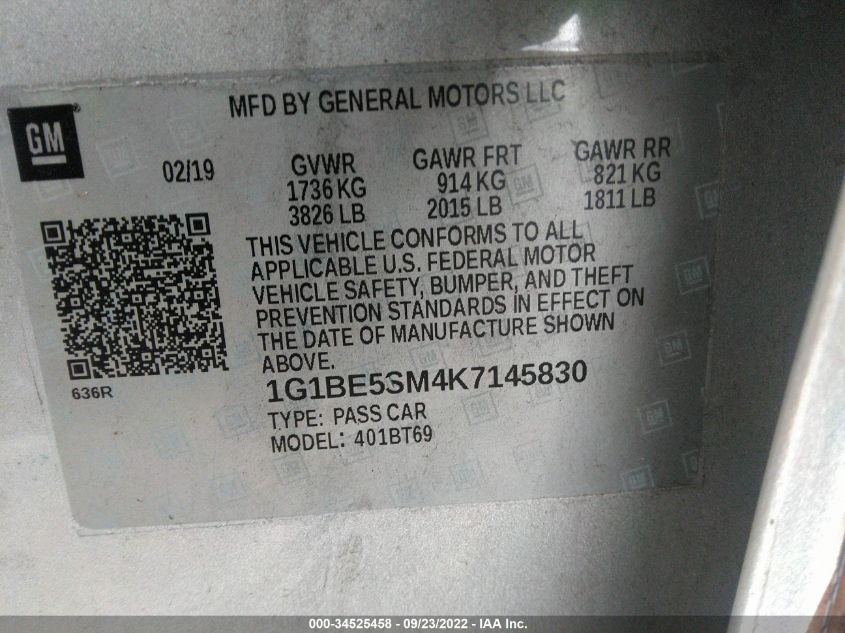 MFD BY GENERAL MOTORS LLC
GM
02/19
GVWR GAWR FRT GAWR RR
1736 KG 914 KG 821 KG
3826 LB 2015 LB 1811 LB
THIS VEHICLE CONFORMS TO ALL
APPLICABLE U.S. FEDERAL MOTOR
VEHICLE SAFETY, BUMPER, AND THEFT
PREVENTION STANDARDS IN EFFECT ON
THE DATE OF MANUFACTURE SHOWN
ABOVE.
636R
1G1BE5SM4K7145830
TYPE: PASS CAR
MODEL: 401BT69
000-34525458 - 09/23/2022 - IAA Inc.